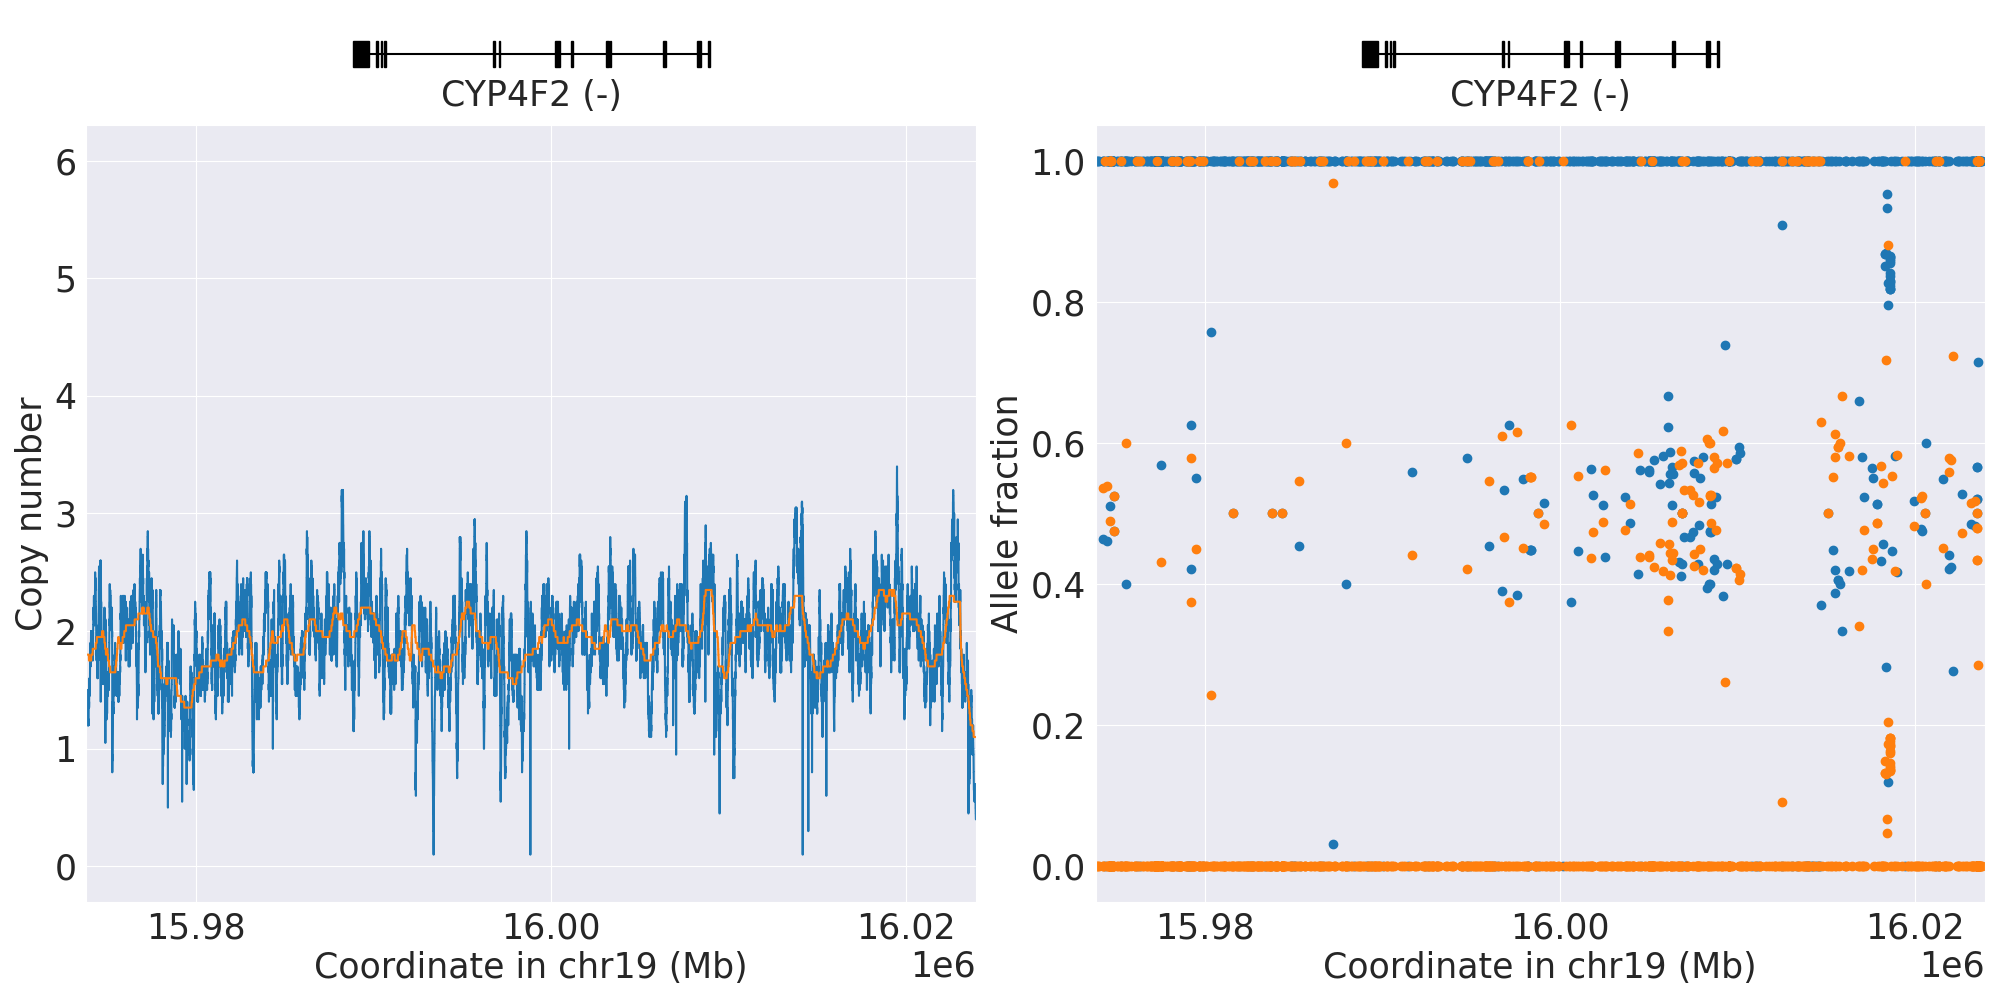 CYP4F2 (-)
6
5
4
3
2
1
0
Copy number
15.98
16.00
16.02
Coordinate in chr19 (Mb)
1e6
CYP4F2 (-)
1.0
0.8
0.6
0.4
0.2
0.0
Allele fraction
15.98
16.00
16.02
Coordinate in chr19 (Mb)
1e6